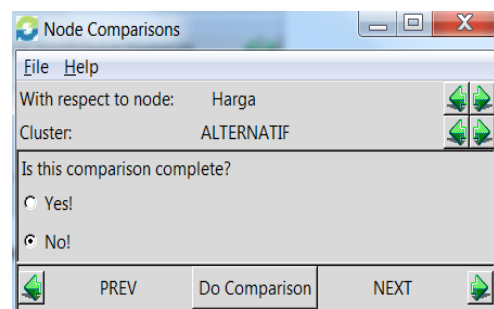 Node Comparisons
File Help
With respect to node: Harga
Cluster: ALTERNATIF
Is this comparison complete?
Yes!
No!
PREV Do Comparison NEXT